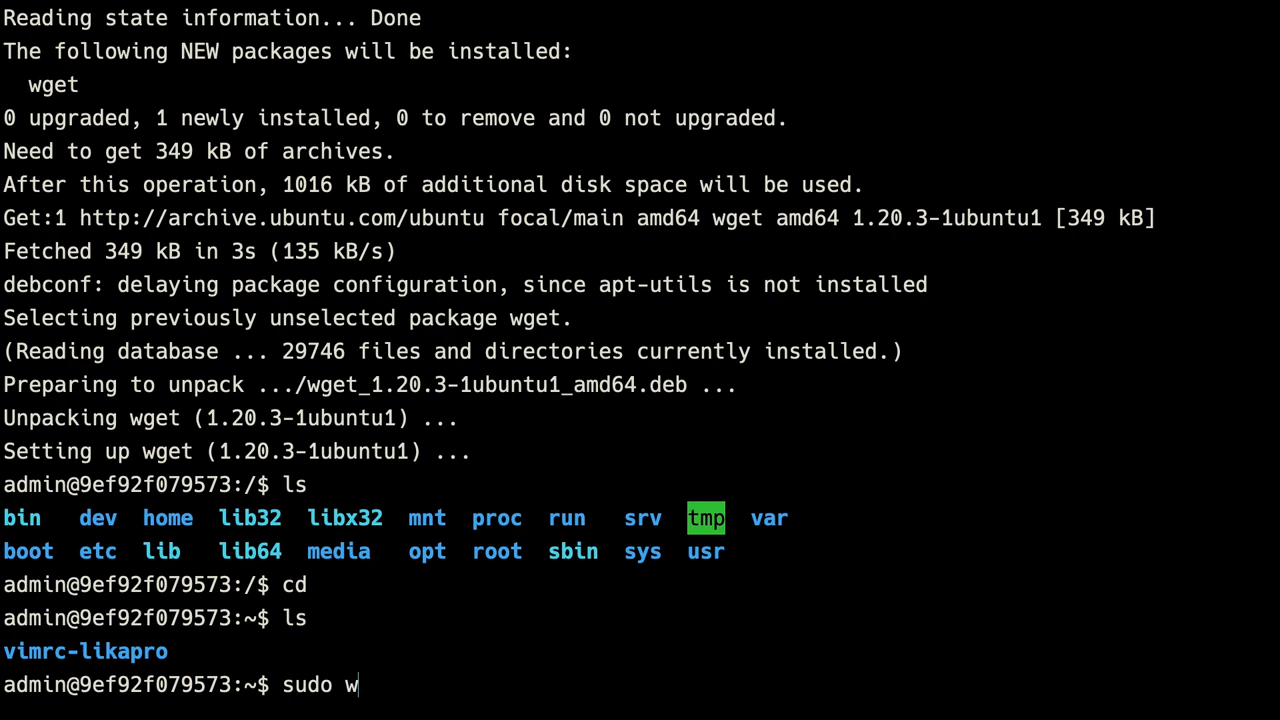 Reading state information... Done
The following NEW packages will be installed:
  wget
0 upgraded, 1 newly installed, 0 to remove and 0 not upgraded.
Need to get 349 kB of archives.
After this operation, 1016 kB of additional disk space will be used.
Get:1 http://archive.ubuntu.com/ubuntu focal/main amd64 wget amd64 1.20.3-1ubuntu1 [349 kB]
Fetched 349 kB in 3s (135 kB/s)
debconf: delaying package configuration, since apt-utils is not installed
Selecting previously unselected package wget.
(Reading database ... 29746 files and directories currently installed.)
Preparing to unpack .../wget_1.20.3-1ubuntu1_amd64.deb ...
Unpacking wget (1.20.3-1ubuntu1) ...
Setting up wget (1.20.3-1ubuntu1) ...
admin@9ef92f079573:/$ ls
bin   dev  home  lib32  libx32  mnt  proc  run   srv  tmp  var
boot  etc  lib   lib64  media   opt  root  sbin  sys  usr
admin@9ef92f079573:/$ cd
admin@9ef92f079573:~$ ls
vimrc-likapro
admin@9ef92f079573:~$ sudo w